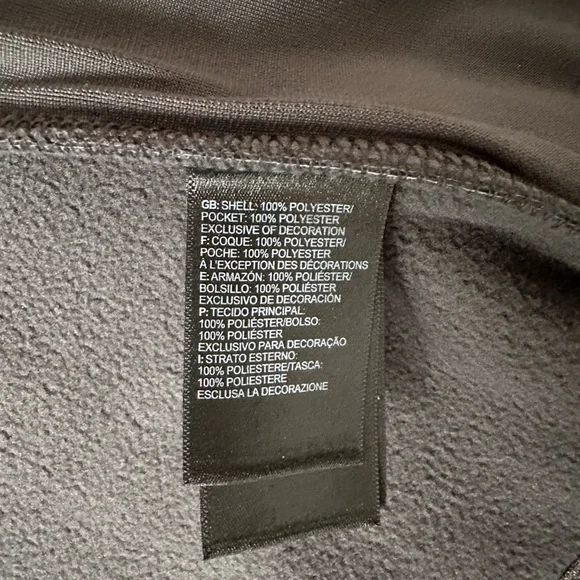 GB: SHELL: 100% POLYESTER/
POCKET: 100% POLYESTER
EXCLUSIVE OF DECORATION
F: COQUE: 100% POLYESTER/
POCHE: 100% POLYESTER
À L'EXCEPTION DES DÉCORATIONS
E: ARMAZÓN: 100% POLIÉSTER/
BOLSILLO: 100% POLIÉSTER
EXCLUSIVO DE DECORACIÓN
P: TECIDO PRINCIPAL:
100% POLIÉSTER/BOLSO:
100% POLIÉSTER
EXCLUSIVO PARA DECORAÇÃO
I: STRATO ESTERNO:
100% POLIESTERE/TASCA:
100% POLIESTERE
ESCLUSA LA DECORAZIONE